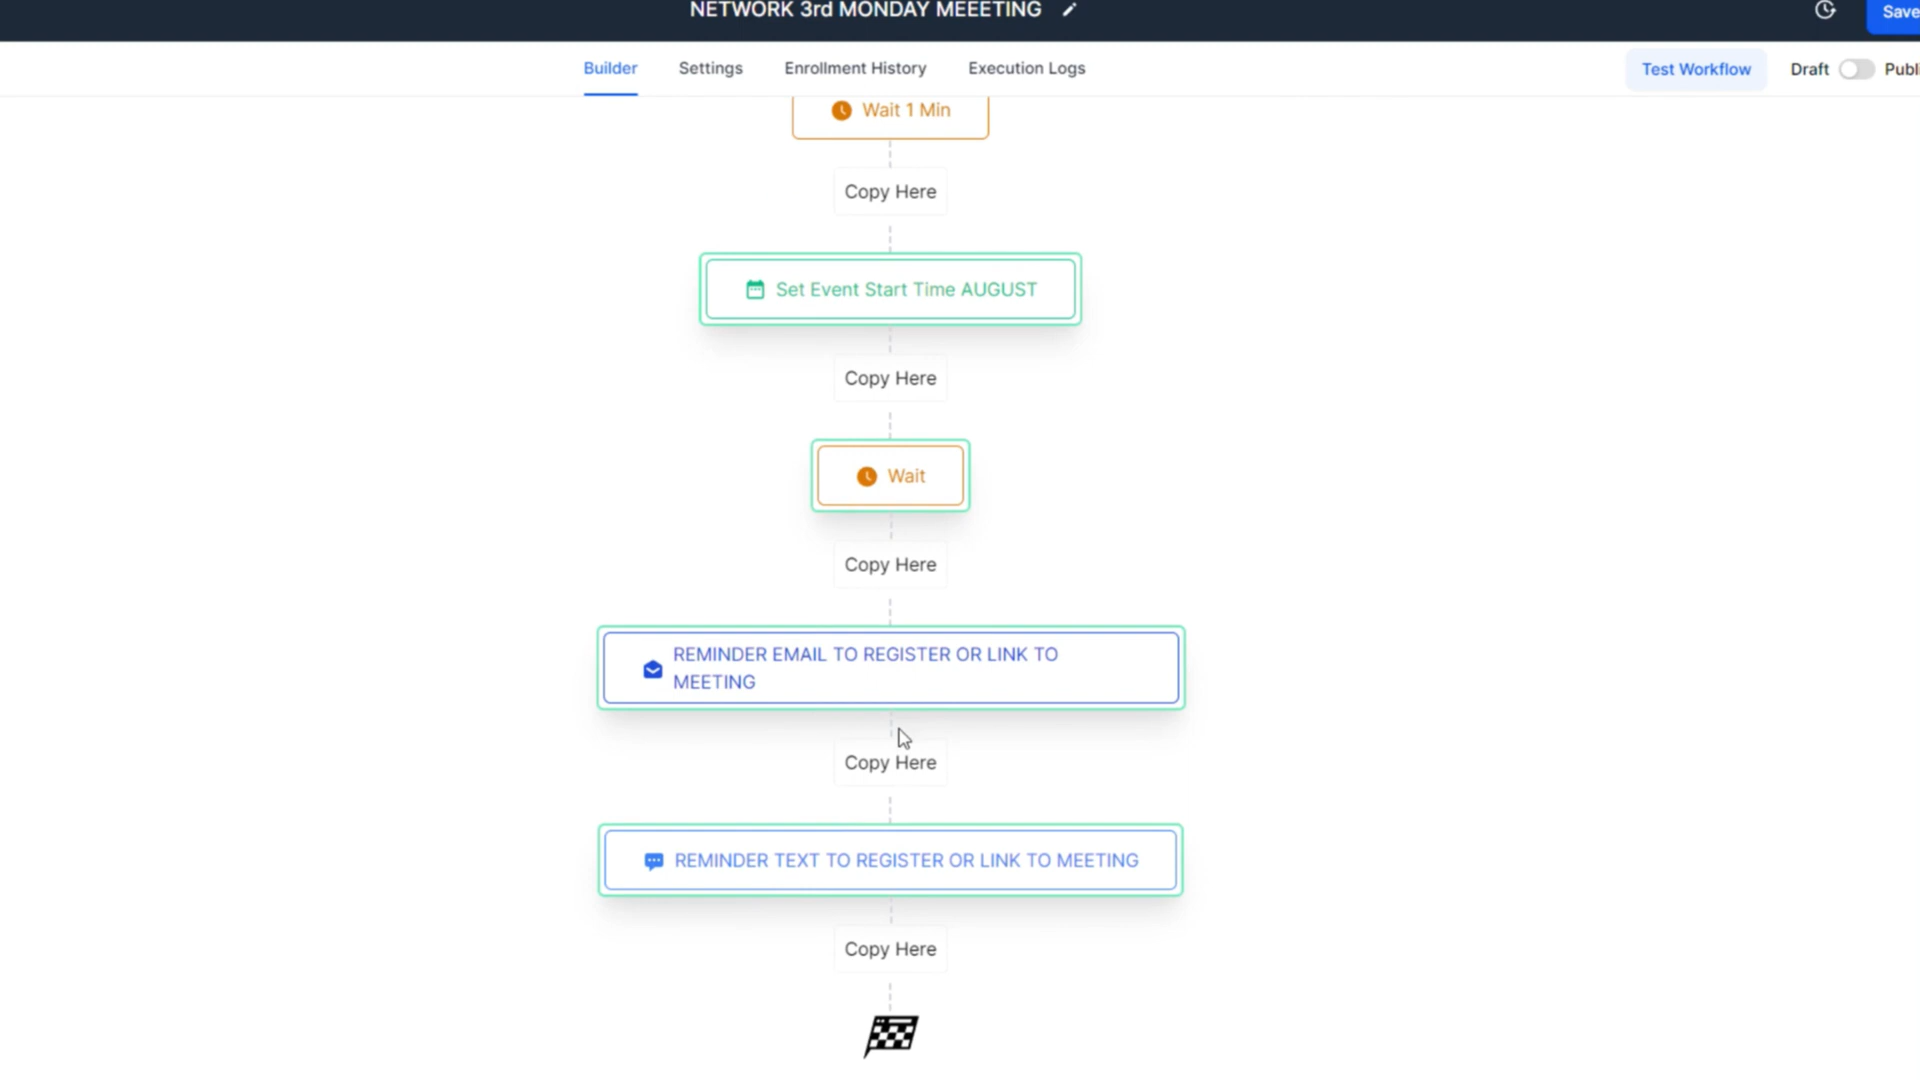 NETWORK 3rd MONDAY MEEETING
Save
Builder
Settings
Enrollment History
Execution Logs
Test Workflow
Draft
Publ
Wait 1 Min
Copy Here
Set Event Start Time AUGUST
Copy Here
Wait
Copy Here
REMINDER EMAIL TO REGISTER OR LINK TO
MEETING
Copy Here
REMINDER TEXT TO REGISTER OR LINK TO MEETING
Copy Here